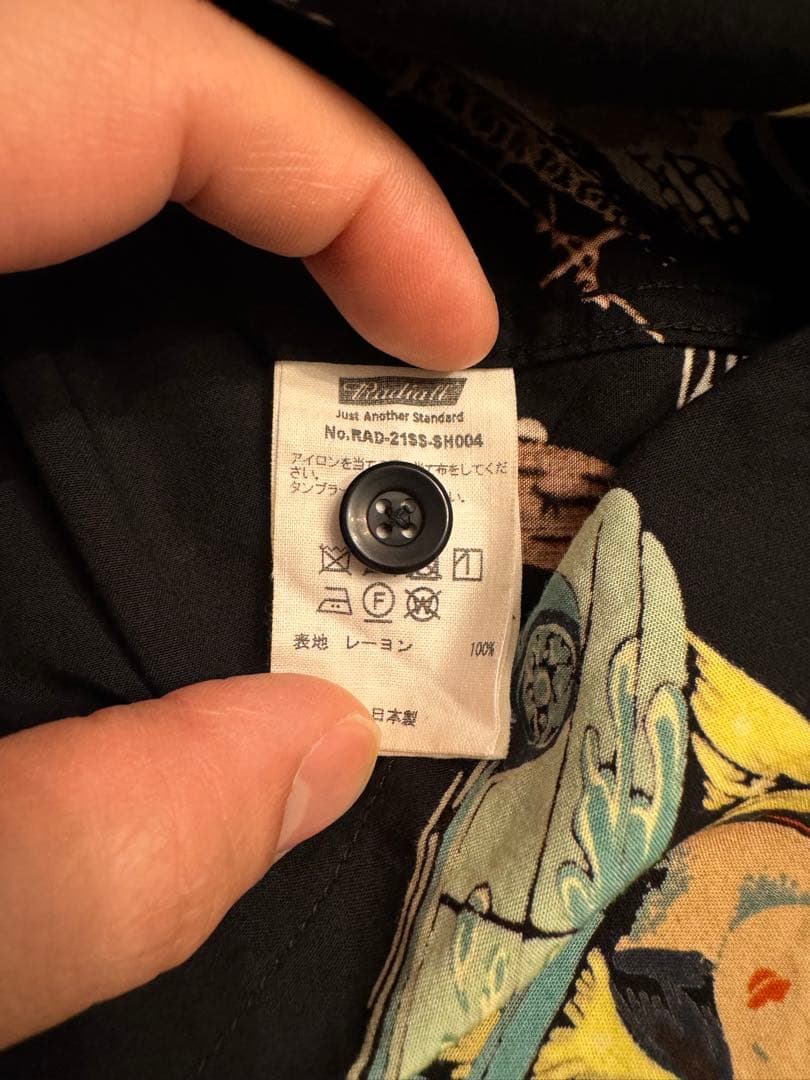 Radiall
Just Another Standard
No.RAD-21SS-SH004
アイロンを当て て布をしてくだ
さい。
タンブラ い。
F
W
表地 レーヨン 100%
日本製